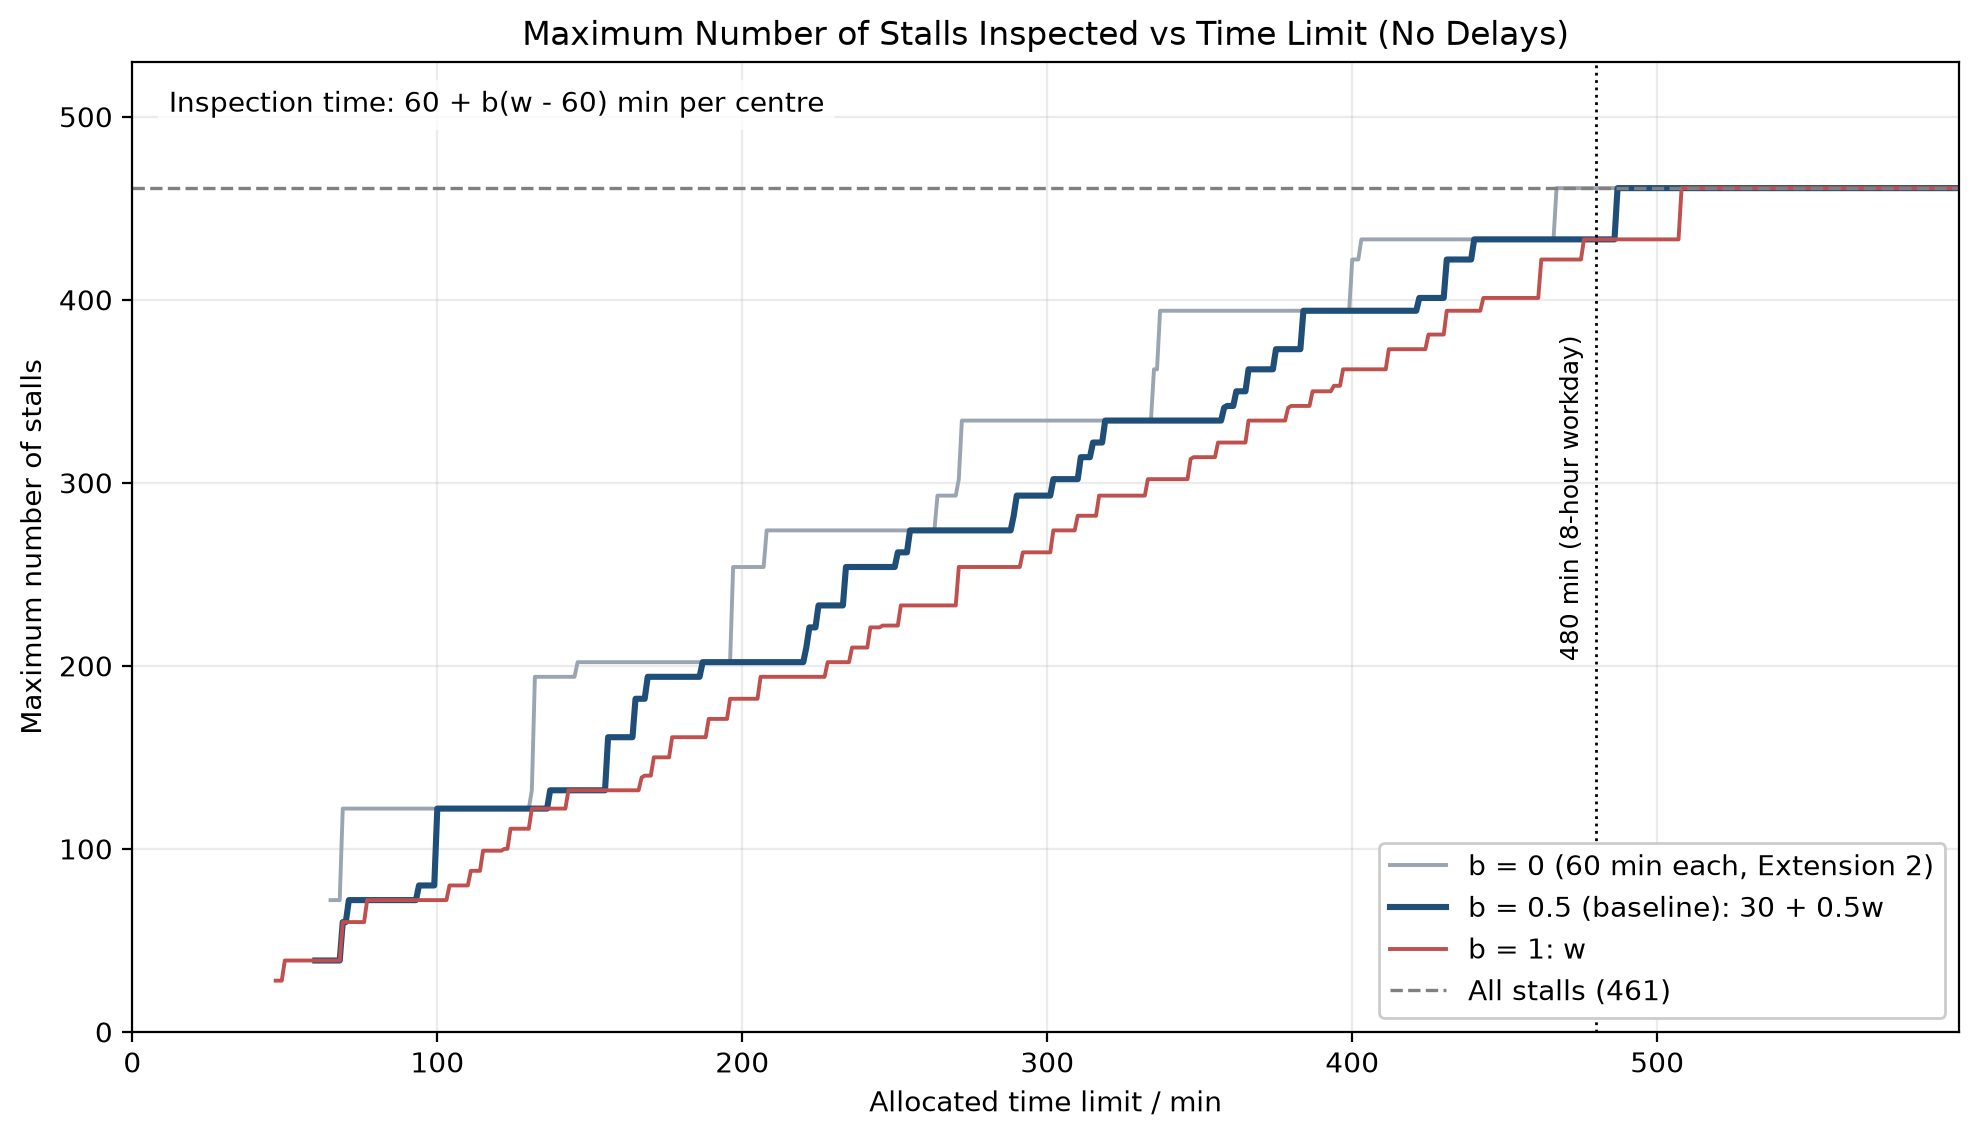 Maximum Number of Stalls Inspected vs Time Limit (No Delays)
Inspection time: 60 + b(w - 60) min per centre
Maximum number of stalls
500
400
300
200
100
0
480 min (8-hour workday)
b = 0 (60 min each, Extension 2)
b = 0.5 (baseline): 30 + 0.5w
b = 1: w
All stalls (461)
0 100 200 300 400 500
Allocated time limit / min